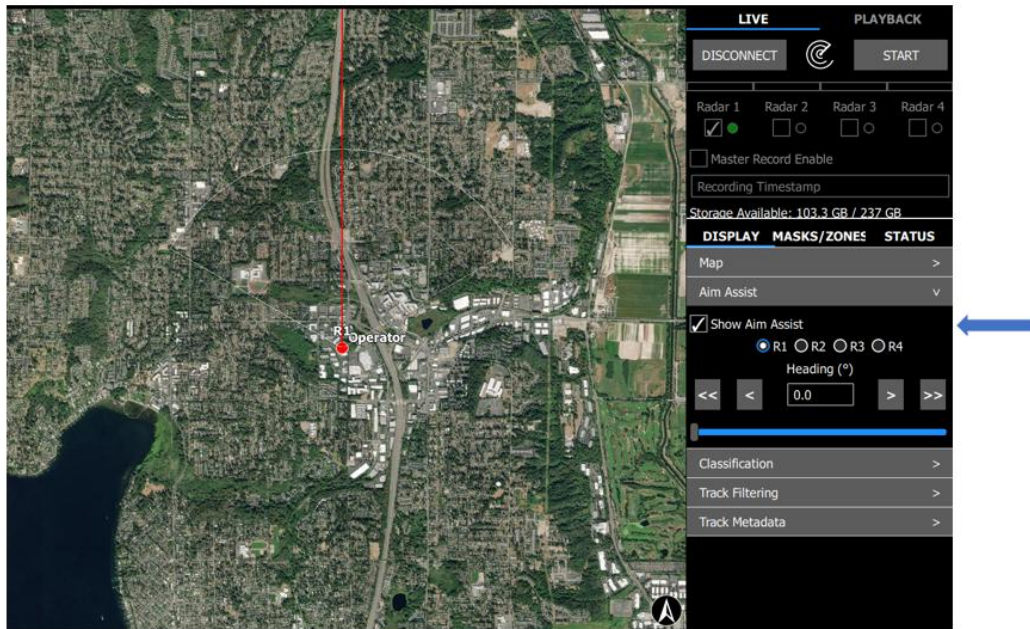 LIVE PLAYBACK
DISCONNECT START
Radar 1 Radar 2 Radar 3 Radar 4
Master Record Enable
Recording Timestamp
Storage Available: 103.3 GB / 237 GB
DISPLAY MASKS/ZONES STATUS
Map >
Aim Assist v
Show Aim Assist
R1 R2 R3 R4
Heading (°)
<< < 0.0 > >>
Classification >
Track Filtering >
Track Metadata >
R1
Operator